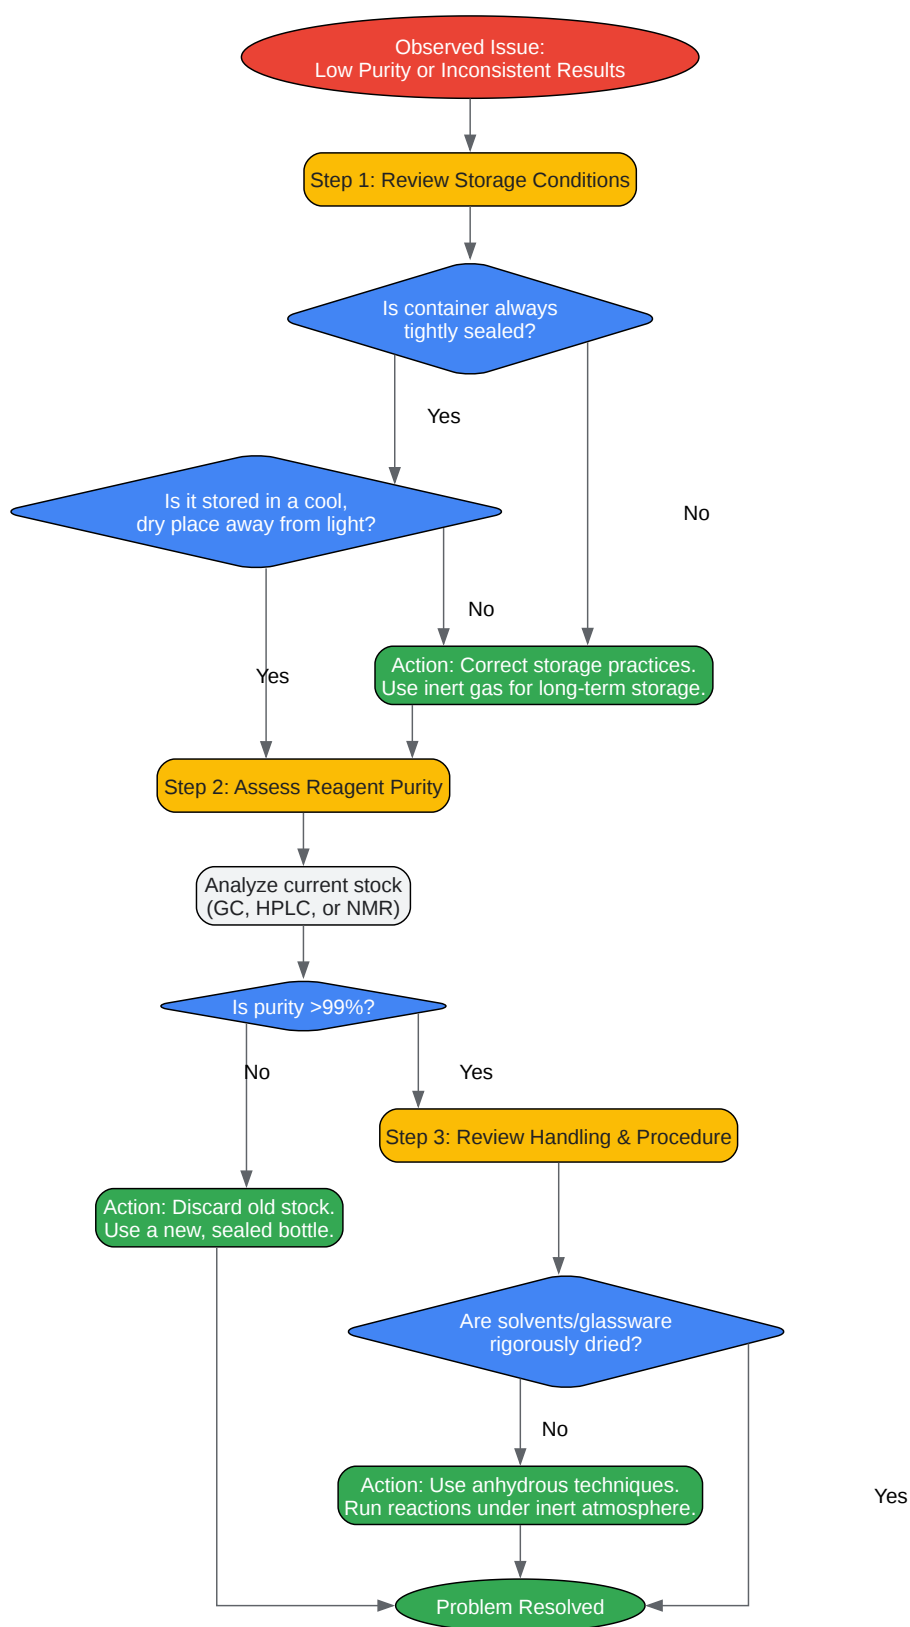 Observed Issue:
Low Purity or Inconsistent Results
Step 1: Review Storage Conditions
Is container always
tightly sealed?
Yes
Is it stored in a cool,
dry place away from light?
No
No
Action: Correct storage practices.
Use inert gas for long-term storage.
Yes
Step 2: Assess Reagent Purity
Analyze current stock
(GC, HPLC, or NMR)
Is purity >99%?
No
Yes
Step 3: Review Handling & Procedure
Action: Discard old stock.
Use a new, sealed bottle.
Are solvents/glassware
rigorously dried?
No
Action: Use anhydrous techniques.
Run reactions under inert atmosphere.
Yes
Problem Resolved